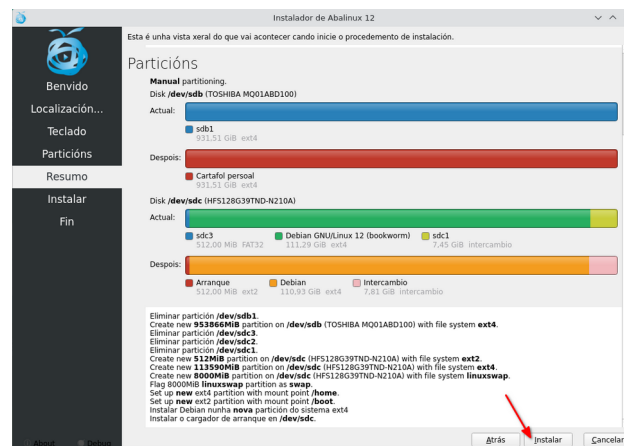 Instalador de Abalinux 12
Esta é unha vista xeral do que vai acontecer cando inicie o procedemento de instalación.
Benvido
Localización...
Teclado
Particións
Resumo
Instalar
Fin
Particións
Manual partitioning.
Disk /dev/sdb (TOSHIBA MQ01ABD100)
Actual:
sdb1
931,51 GiB ext4
Despois:
Cartafol persoal
931,51 GiB ext4
Disk /dev/sdc (HFS128G39TND-N210A)
Actual:
sdc3 Debian GNU/Linux 12 (bookworm) sdc1
512,00 MiB FAT32 111,29 GiB ext4 7,45 GiB intercambio
Despois:
Arranque Debian Intercambio
512,00 MiB ext2 110,93 GiB ext4 7,81 GiB intercambio
Eliminar partición /dev/sdb1.
Create new 953866MiB partition on /dev/sdb (TOSHIBA MQ01ABD100) with file system ext4.
Eliminar partición /dev/sdc3.
Eliminar partición /dev/sdc2.
Eliminar partición /dev/sdc1.
Create new 512MiB partition on /dev/sdc (HFS128G39TND-N210A) with file system ext2.
Create new 113590MiB partition on /dev/sdc (HFS128G39TND-N210A) with file system ext4.
Create new 8000MiB partition on /dev/sdc (HFS128G39TND-N210A) with file system linuxswap.
Flag 8000MiB linuxswap partition as swap.
Set up new ext4 partition with mount point /home.
Set up new ext2 partition with mount point /boot.
Instalar Debian nunha nova partición do sistema ext4
Instalar o cargador de arranque en /dev/sdc.
About Debug
Atrás Instalar Cancelar